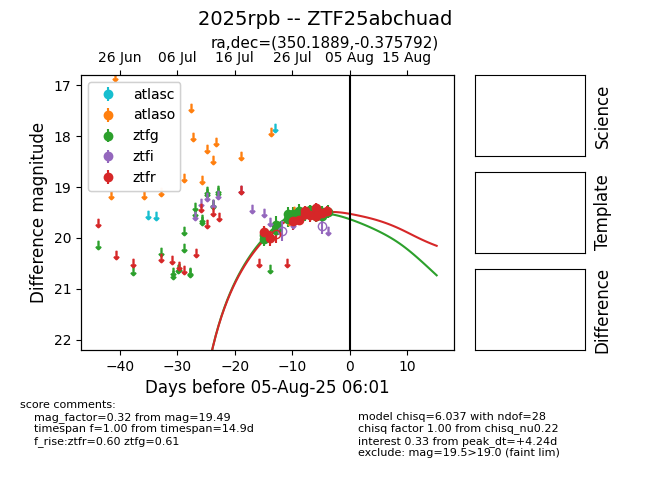 2025rpb -- ZTF25abchuad
ra,dec=(350.1889,-0.375792)
26 Jun 06 Jul 16 Jul 26 Jul 05 Aug 15 Aug
atlasc
atlaso
ztfg
ztfi
ztfr
17
18
19
20
21
22
Difference magnitude
−40 −30 −20 −10 0 10
Days before 05-Aug-25 06:01
Science
Template
Difference
score comments:
mag_factor=0.32 from mag=19.49
timespan f=1.00 from timespan=14.9d
f_rise:ztfr=0.60 ztfg=0.61
model chisq=6.037 with ndof=28
chisq factor 1.00 from chisq_nu0.22
interest 0.33 from peak_dt=+4.24d
exclude: mag=19.5>19.0 (faint lim)